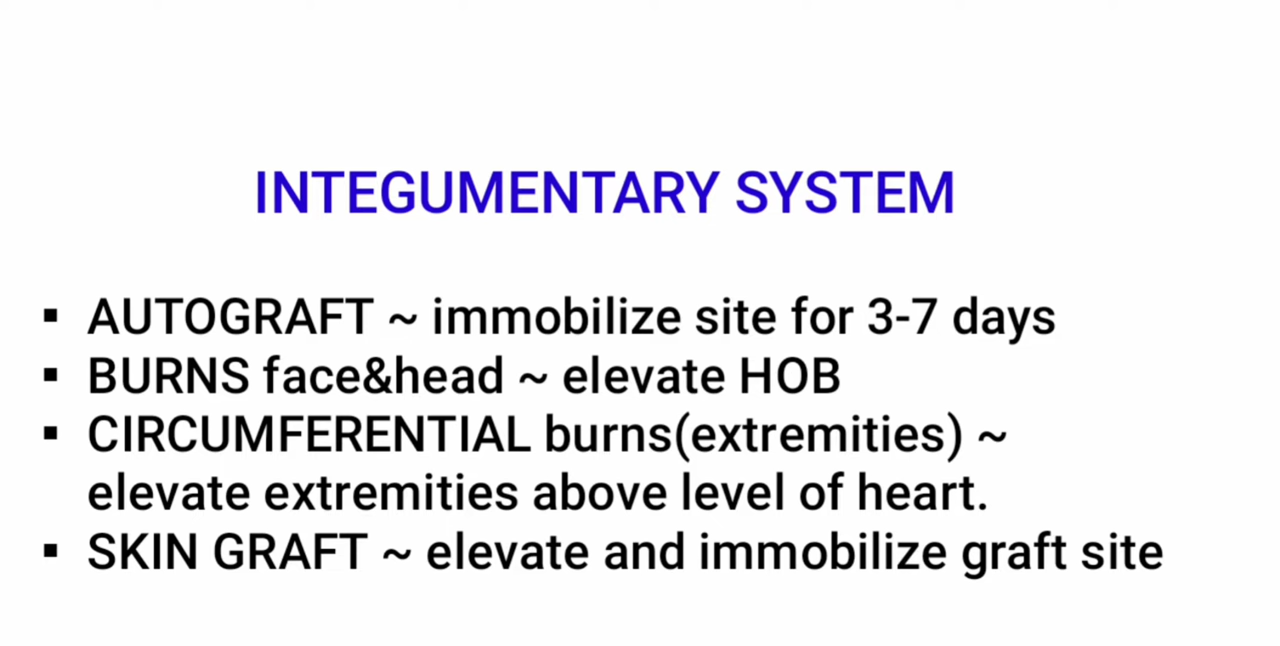 INTEGUMENTARY SYSTEM
▪ AUTOGRAFT ~ immobilize site for 3-7 days
▪ BURNS face&head ~ elevate HOB
▪ CIRCUMFERENTIAL burns(extremities) ~
elevate extremities above level of heart.
▪ SKIN GRAFT ~ elevate and immobilize graft site